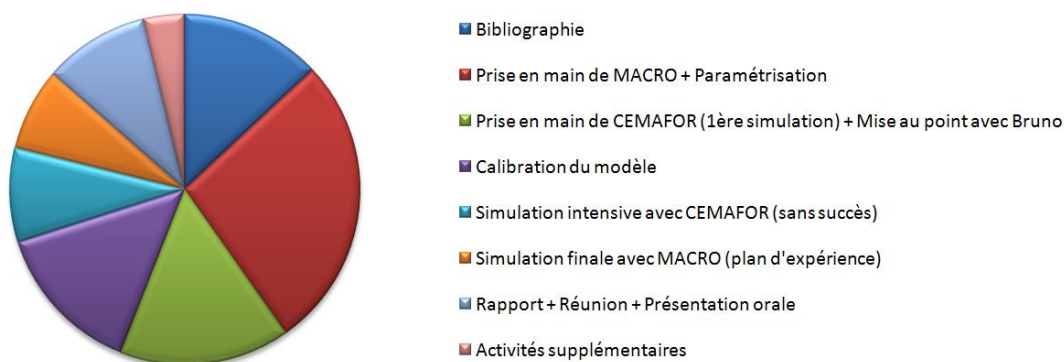 Bibliographie
Prise en main de MACRO + Paramétrisation
Prise en main de CEMAFOR (1ère simulation) + Mise au point avec Bruno
Calibration du modèle
Simulation intensive avec CEMAFOR (sans succès)
Simulation finale avec MACRO (plan d'expérience)
Rapport + Réunion + Présentation orale
Activités supplémentaires